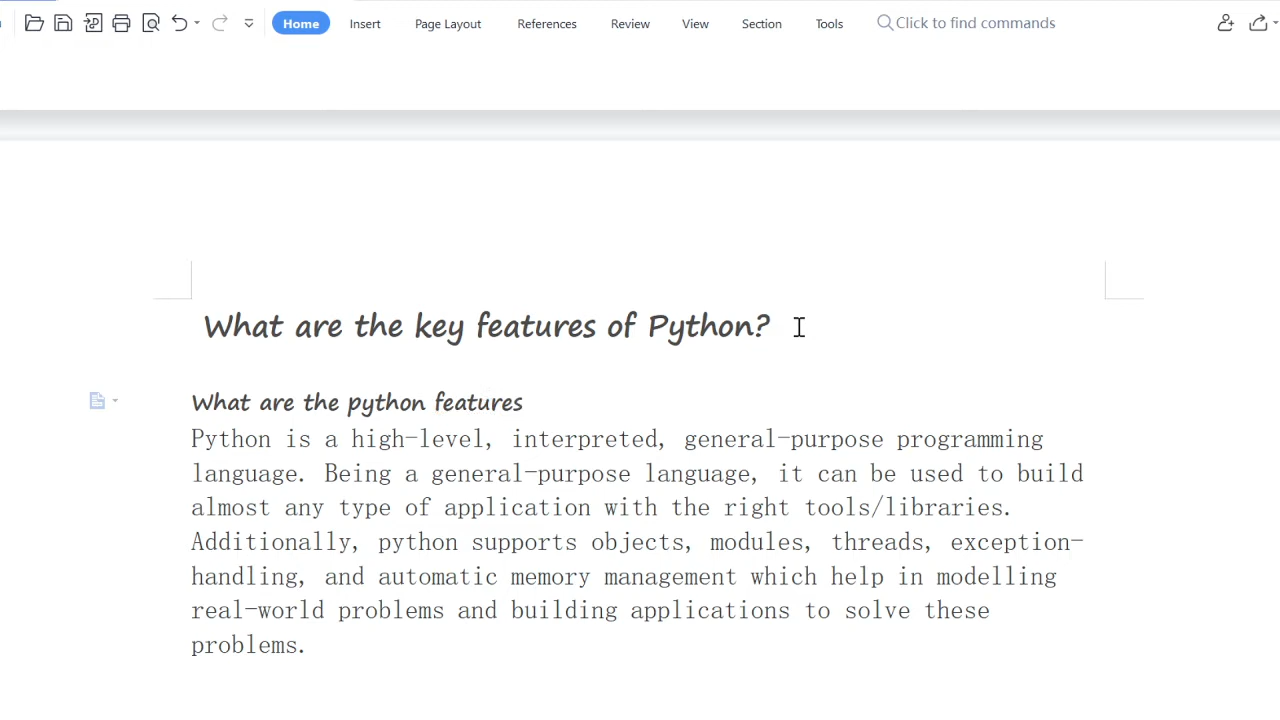 Home Insert Page Layout References Review View Section Tools Click to find commands
What are the key features of Python?
What are the python features
Python is a high-level, interpreted, general-purpose programming
language. Being a general-purpose language, it can be used to build
almost any type of application with the right tools/libraries.
Additionally, python supports objects, modules, threads, exception-
handling, and automatic memory management which help in modelling
real-world problems and building applications to solve these
problems.